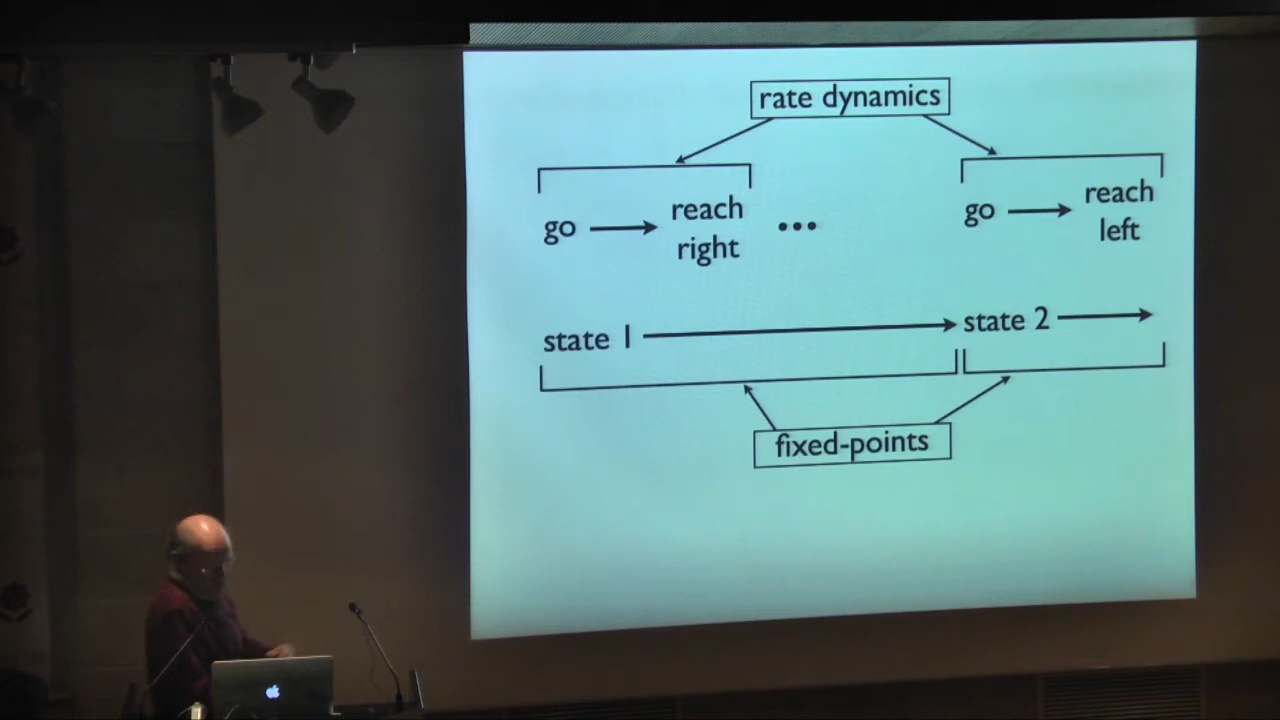 rate dynamics
go
reach
right
...
go
reach
left
state 1
state 2
fixed-points